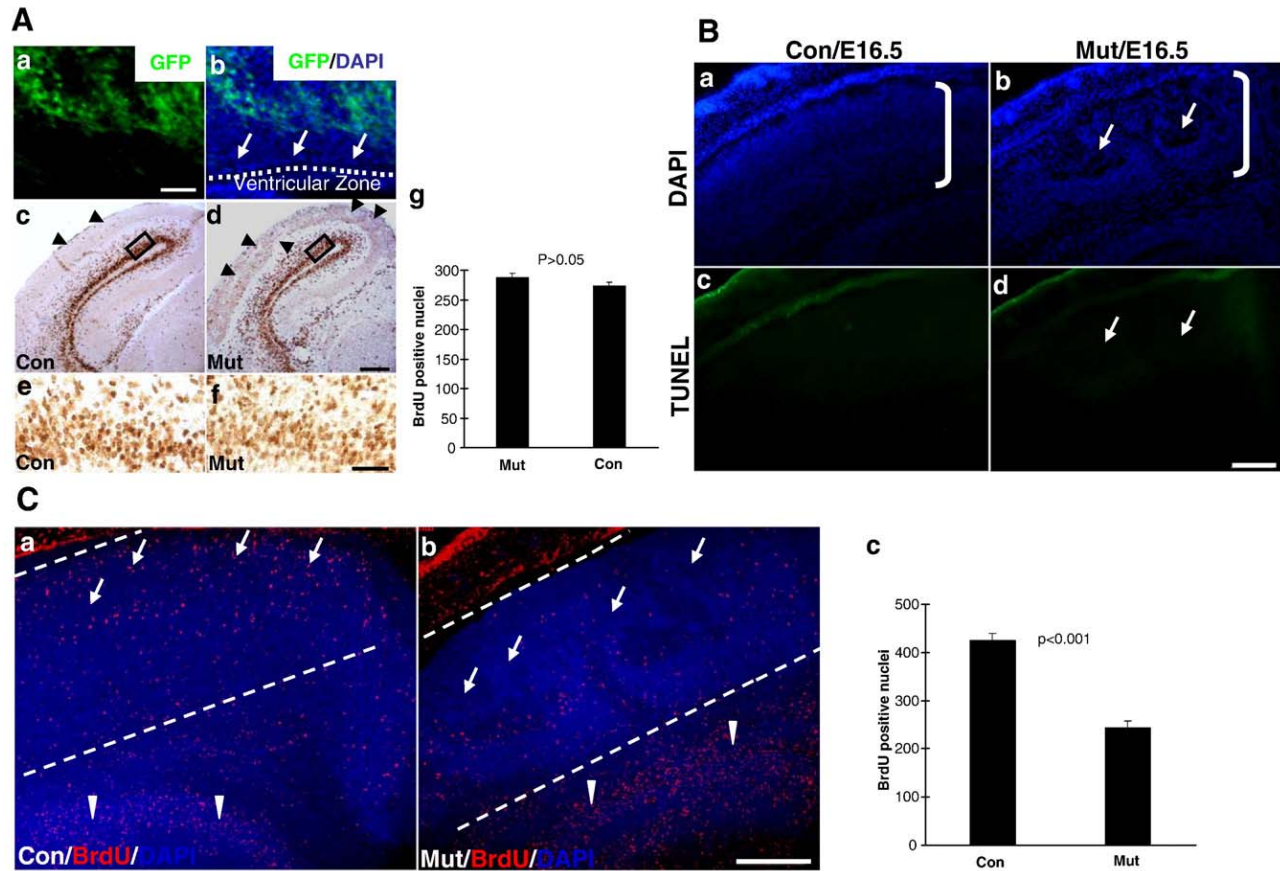 A
a
GFP
b
GFP/DAPI
Ventricular Zone
c
Con
d
Mut
e
Con
f
Mut
g
P>0.05
BrdU positive nuclei
300
250
200
150
100
50
0
Mut
Con
B
Con/E16.5
Mut/E16.5
DAPI
a
b
TUNEL
c
d
C
a
Con/BrdU/DAPI
b
Mut/BrdU/DAPI
c
p<0.001
BrdU positive nuclei
500
400
300
200
100
0
Con
Mut